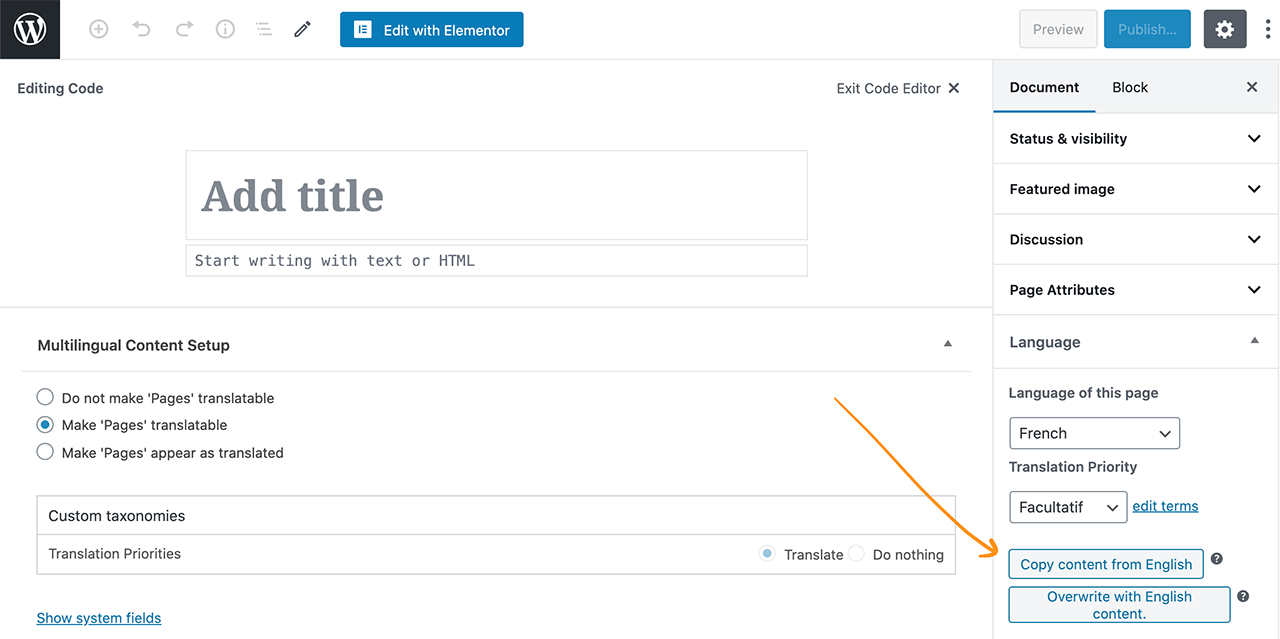 Edit with Elementor
Preview
Publish...
Editing Code
Exit Code Editor
Add title
Start writing with text or HTML
Multilingual Content Setup
Do not make 'Pages' translatable
Make 'Pages' translatable
Make 'Pages' appear as translated
Custom taxonomies
Translation Priorities
Translate
Do nothing
Show system fields
Document
Block
Status & visibility
Featured image
Discussion
Page Attributes
Language
Language of this page
French
Translation Priority
Facultatif
edit terms
Copy content from English
Overwrite with English
content.